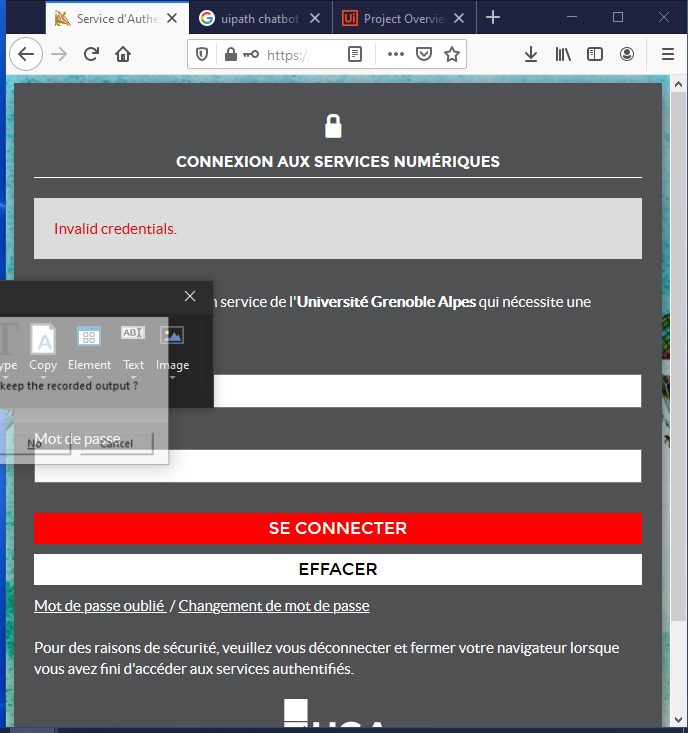 Service d'Authe
uipath chatbot
Project Overvie
https:/
CONNEXION AUX SERVICES NUMÉRIQUES
Invalid credentials.
n service de l'Université Grenoble Alpes qui nécessite une
ype Copy Element Text Image
keep the recorded output ?
Mot de passe
No Cancel
SE CONNECTER
EFFACER
Mot de passe oublié / Changement de mot de passe
Pour des raisons de sécurité, veuillez vous déconnecter et fermer votre navigateur lorsque
vous avez fini d'accéder aux services authentifiés.